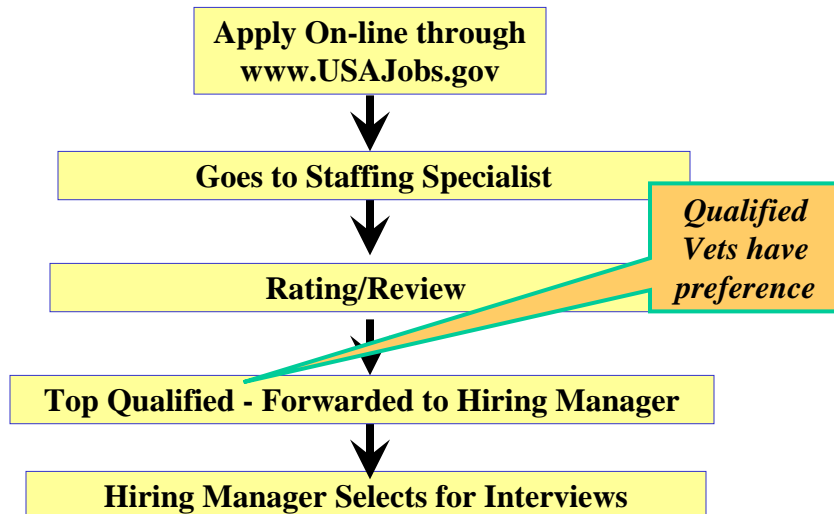 Apply On-line through
www.USAJobs.gov
Goes to Staffing Specialist
Qualified
Vets have
preference
Rating/Review
Top Qualified - Forwarded to Hiring Manager
Hiring Manager Selects for Interviews